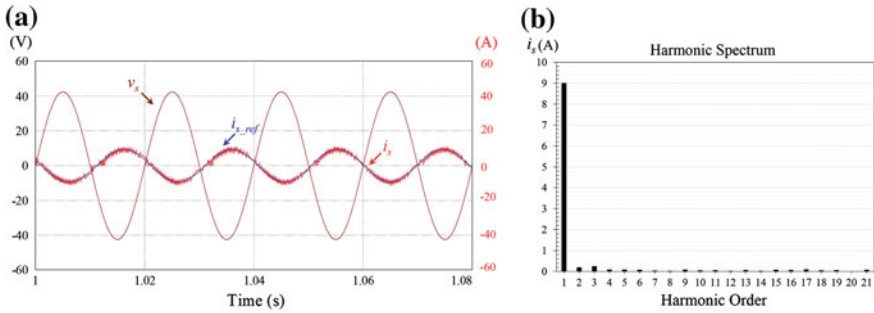 (a)
(V)
(A)
60
40
20
0
-20
-40
-60
60
40
20
0
-20
-40
-60
v_s
i_s_ref
i_s
1
1.02
1.04
1.06
1.08
Time (s)
(b)
i_s (A)
Harmonic Spectrum
10
9
8
7
6
5
4
3
2
1
0
1 2 3 4 5 6 7 8 9 10 11 12 13 14 15 16 17 18 19 20 21
Harmonic Order